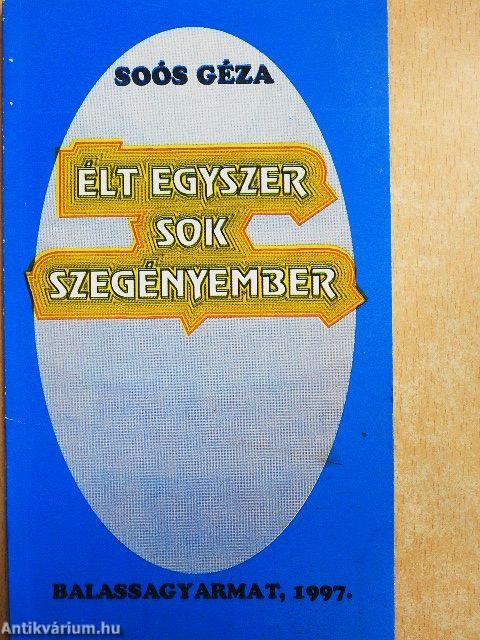 SOÓS GÉZA
ÉLT EGYSZER
SOK
SZEGÉNYEMBER
BALASSAGYARMAT, 1997.
Antikvárium.hu